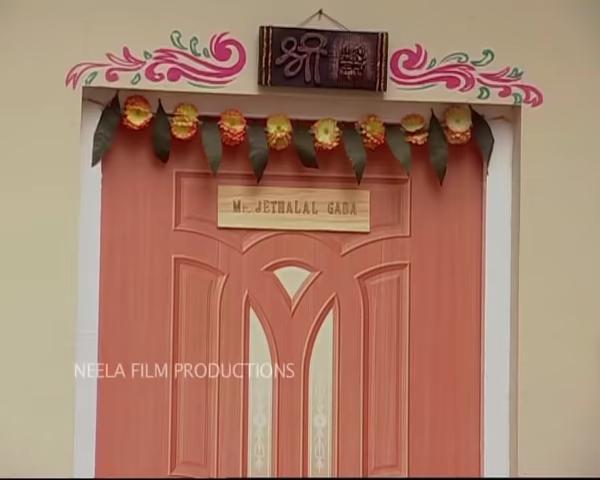 श्री
Mr. JETHALAL GADA
NEELA FILM PRODUCTIONS